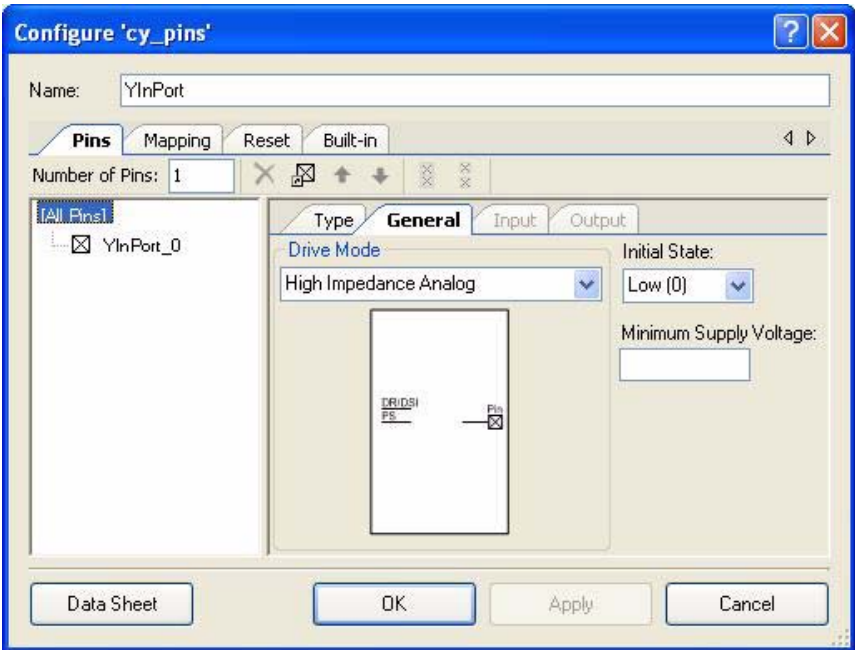 Configure 'cy_pins'
Name: YInPort
Pins Mapping Reset Built-in
Number of Pins: 1
[All Pins]
YInPort_0
Type General Input Output
Drive Mode
High Impedance Analog
Initial State:
Low (0)
Minimum Supply Voltage:
DR/DSI
PS
Pin
Data Sheet OK Apply Cancel